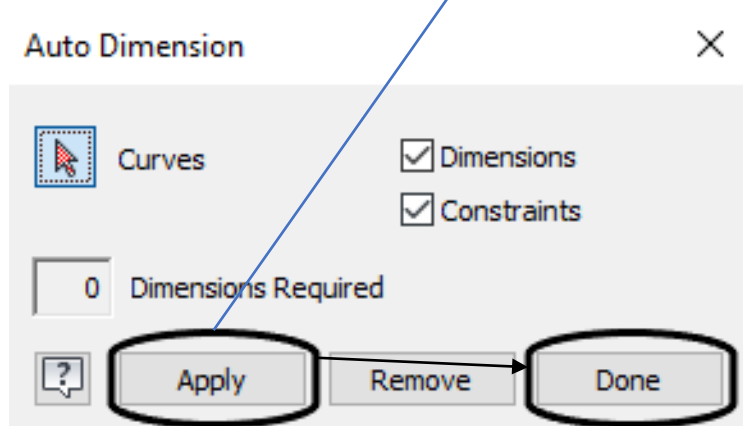 Auto Dimension
Curves
Dimensions
Constraints
0 Dimensions Required
? Apply Remove Done